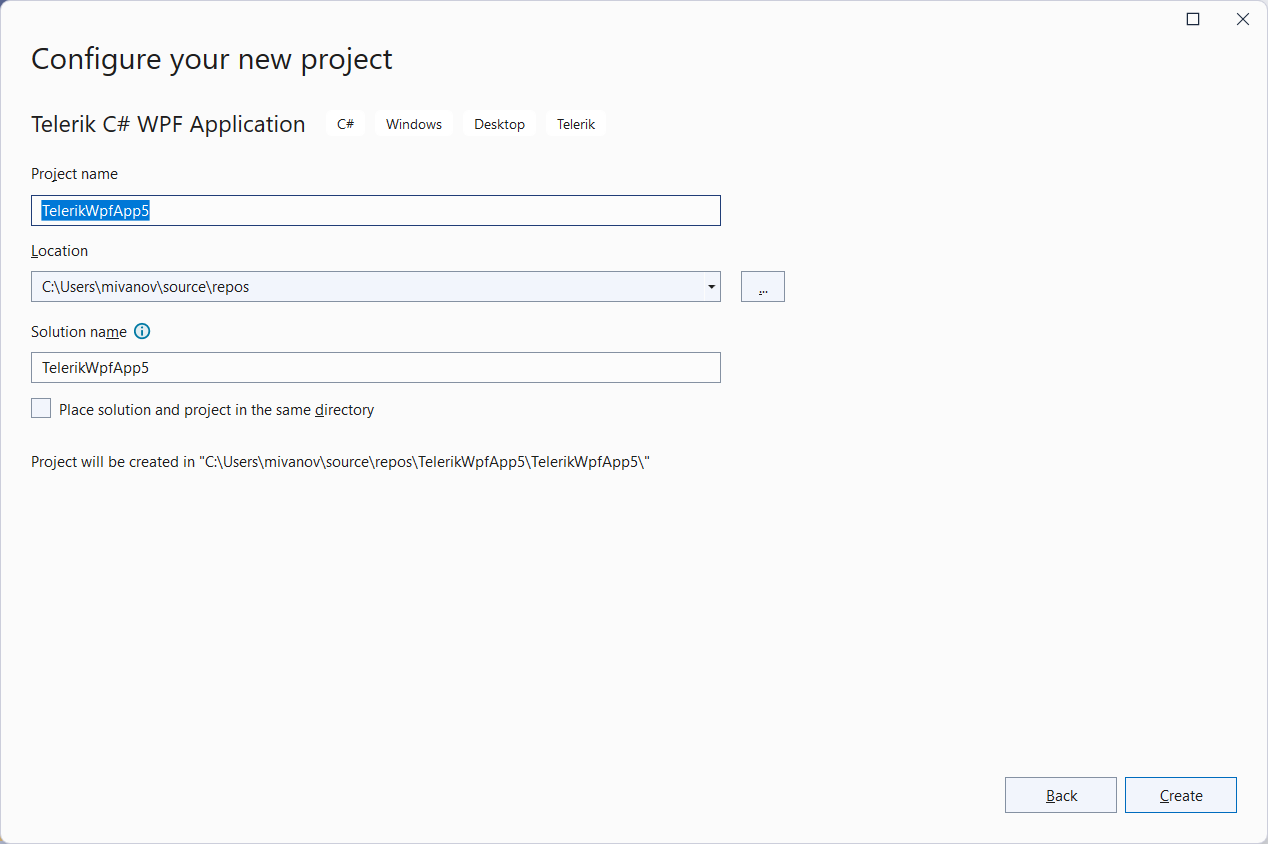 Configure your new project
Telerik C# WPF Application C# Windows Desktop Telerik
Project name
TelerikWpfApp5
Location
C:\Users\mivanov\source\repos
...
Solution name
TelerikWpfApp5
Place solution and project in the same directory
Project will be created in "C:\Users\mivanov\source\repos\TelerikWpfApp5\TelerikWpfApp5\"
Back Create